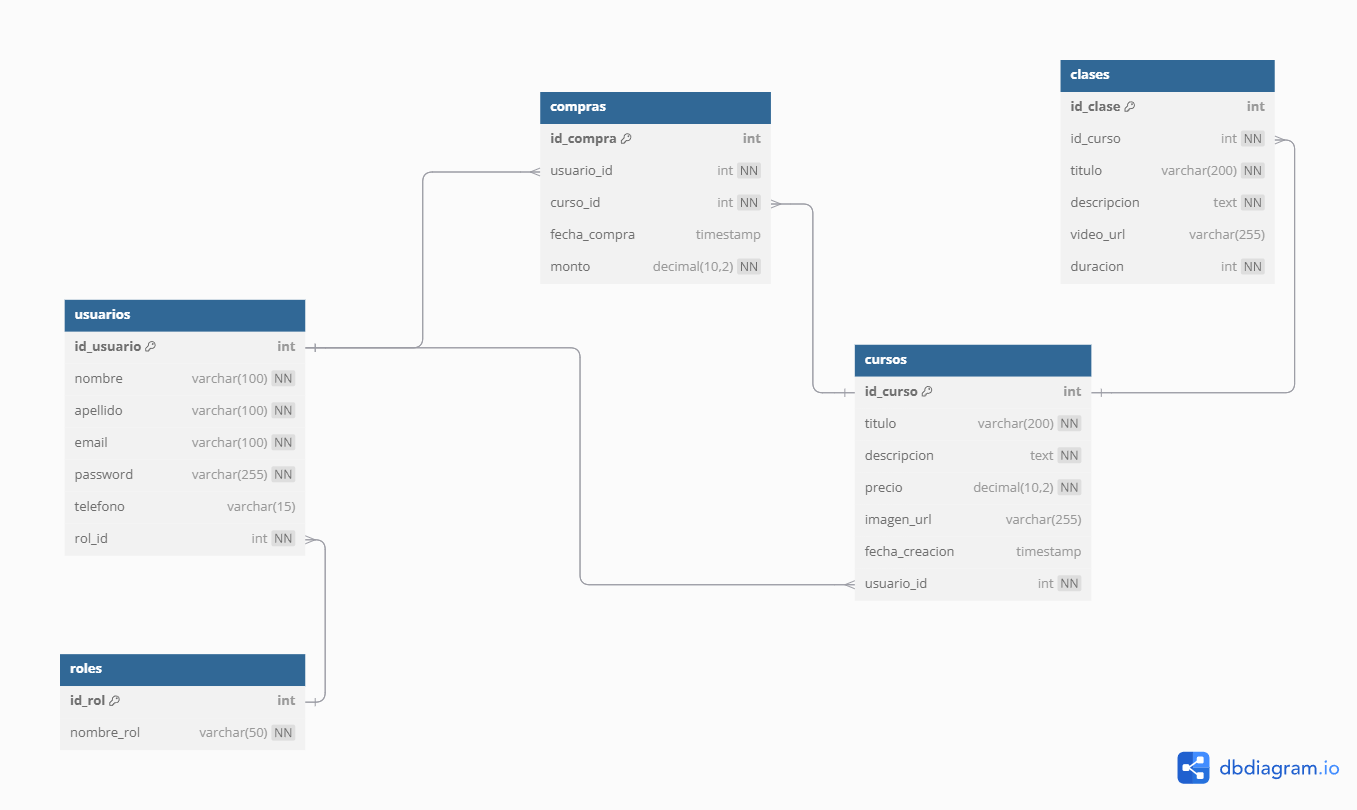 compras
id_compra int
usuario_id int NN
curso_id int NN
fecha_compra timestamp
monto decimal(10,2) NN
clases
id_clase int
id_curso int NN
titulo varchar(200) NN
descripcion text NN
video_url varchar(255)
duracion int NN
usuarios
id_usuario int
nombre varchar(100) NN
apellido varchar(100) NN
email varchar(100) NN
password varchar(255) NN
telefono varchar(15)
rol_id int NN
cursos
id_curso int
titulo varchar(200) NN
descripcion text NN
precio decimal(10,2) NN
imagen_url varchar(255)
fecha_creacion timestamp
usuario_id int NN
roles
id_rol int
nombre_rol varchar(50) NN
dbdiagram.io